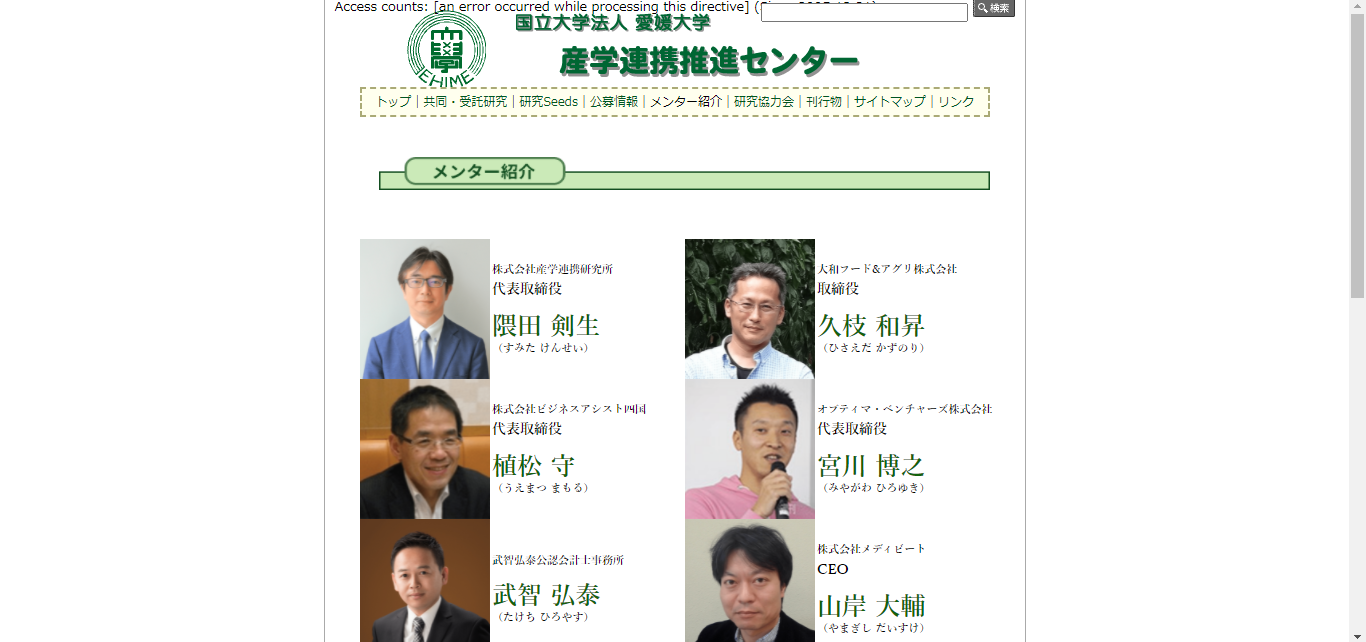 Access counts: [an error occurred while processing this directive]
検索
国立大学法人 愛媛大学
産学連携推進センター
EHIME
トップ｜共同・受託研究｜研究Seeds｜公募情報｜メンター紹介｜研究協力会｜刊行物｜サイトマップ｜リンク
メンター紹介
株式会社産学連携研究所
代表取締役
隈田 剣生
（すみた けんせい）
大和フード&アグリ株式会社
取締役
久枝 和昇
（ひさえだ かずのり）
株式会社ビジネスアシスト四国
代表取締役
植松 守
（うえまつ まもる）
オプティマ・ベンチャーズ株式会社
代表取締役
宮川 博之
（みやがわ ひろゆき）
武智弘泰公認会計士事務所
武智 弘泰
（たけち ひろやす）
株式会社メディビート
CEO
山岸 大輔
（やまぎし だいすけ）